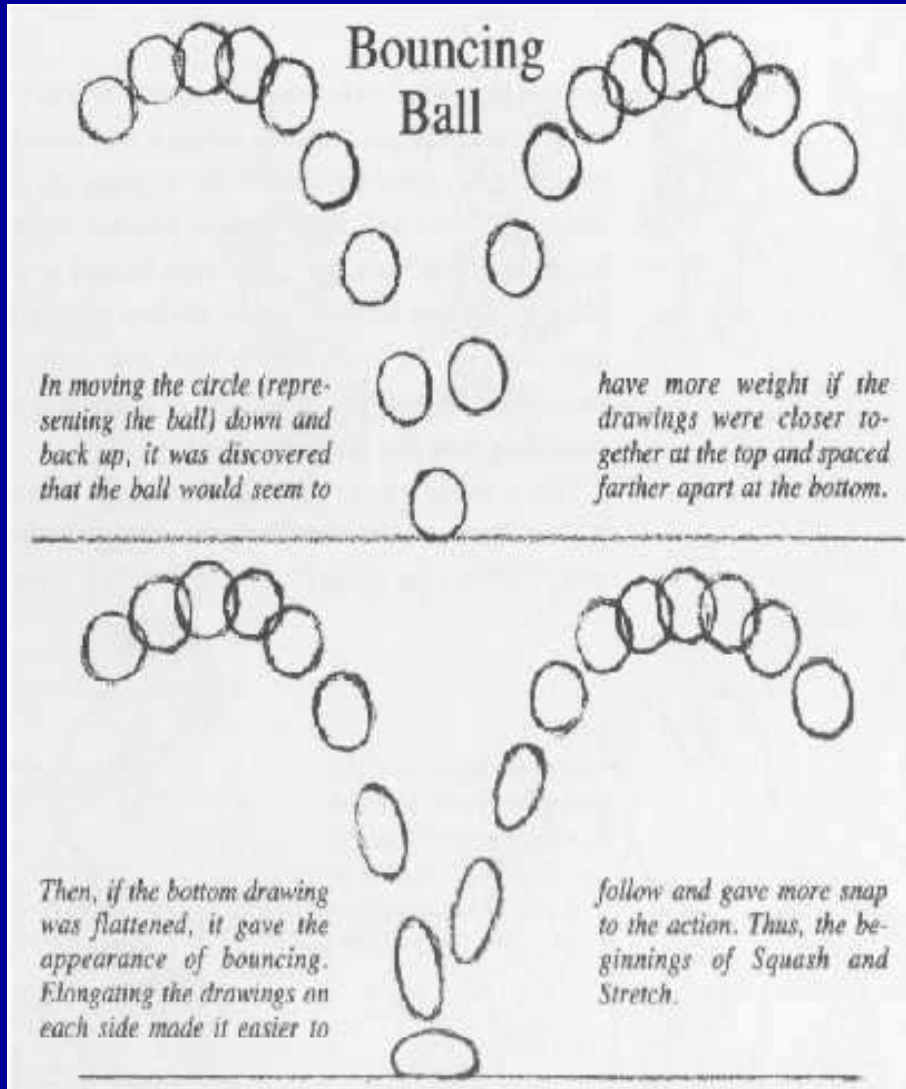 Bouncing
Ball
In moving the circle (repre-
senting the ball) down and
back up, it was discovered
that the ball would seem to
have more weight if the
drawings were closer to-
gether at the top and spaced
farther apart at the bottom.
Then, if the bottom drawing
was flattened, it gave the
appearance of bouncing.
Elongating the drawings on
each side made it easier to
follow and gave more snap
to the action. Thus, the be-
ginnings of Squash and
Stretch.